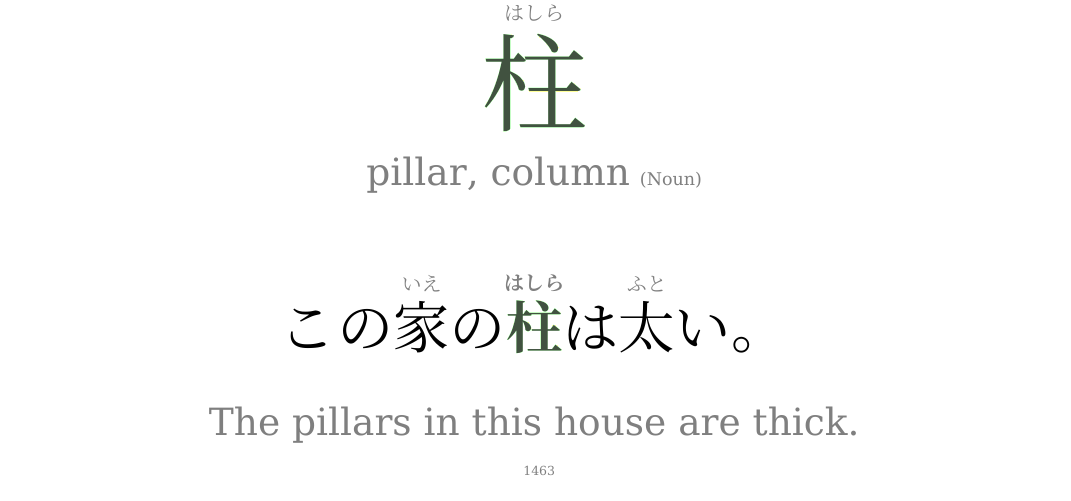 はしら
柱
pillar, column (Noun)
いえ はしら ふと
この家の柱は太い。
The pillars in this house are thick.
1463